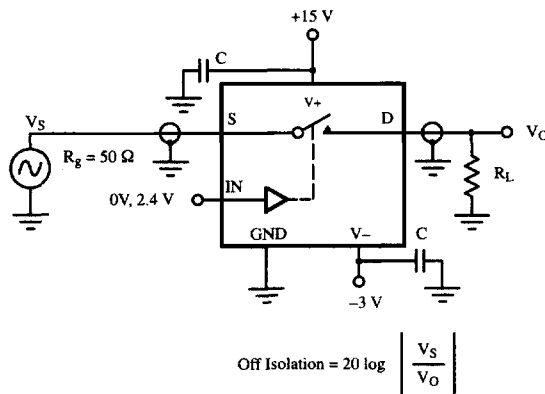 +15 V
C
V+
VS
S
D
VO
Rg = 50 Ω
RL
IN
0V, 2.4 V
GND
V−
C
−3 V
Off Isolation = 20 log | VS / VO |